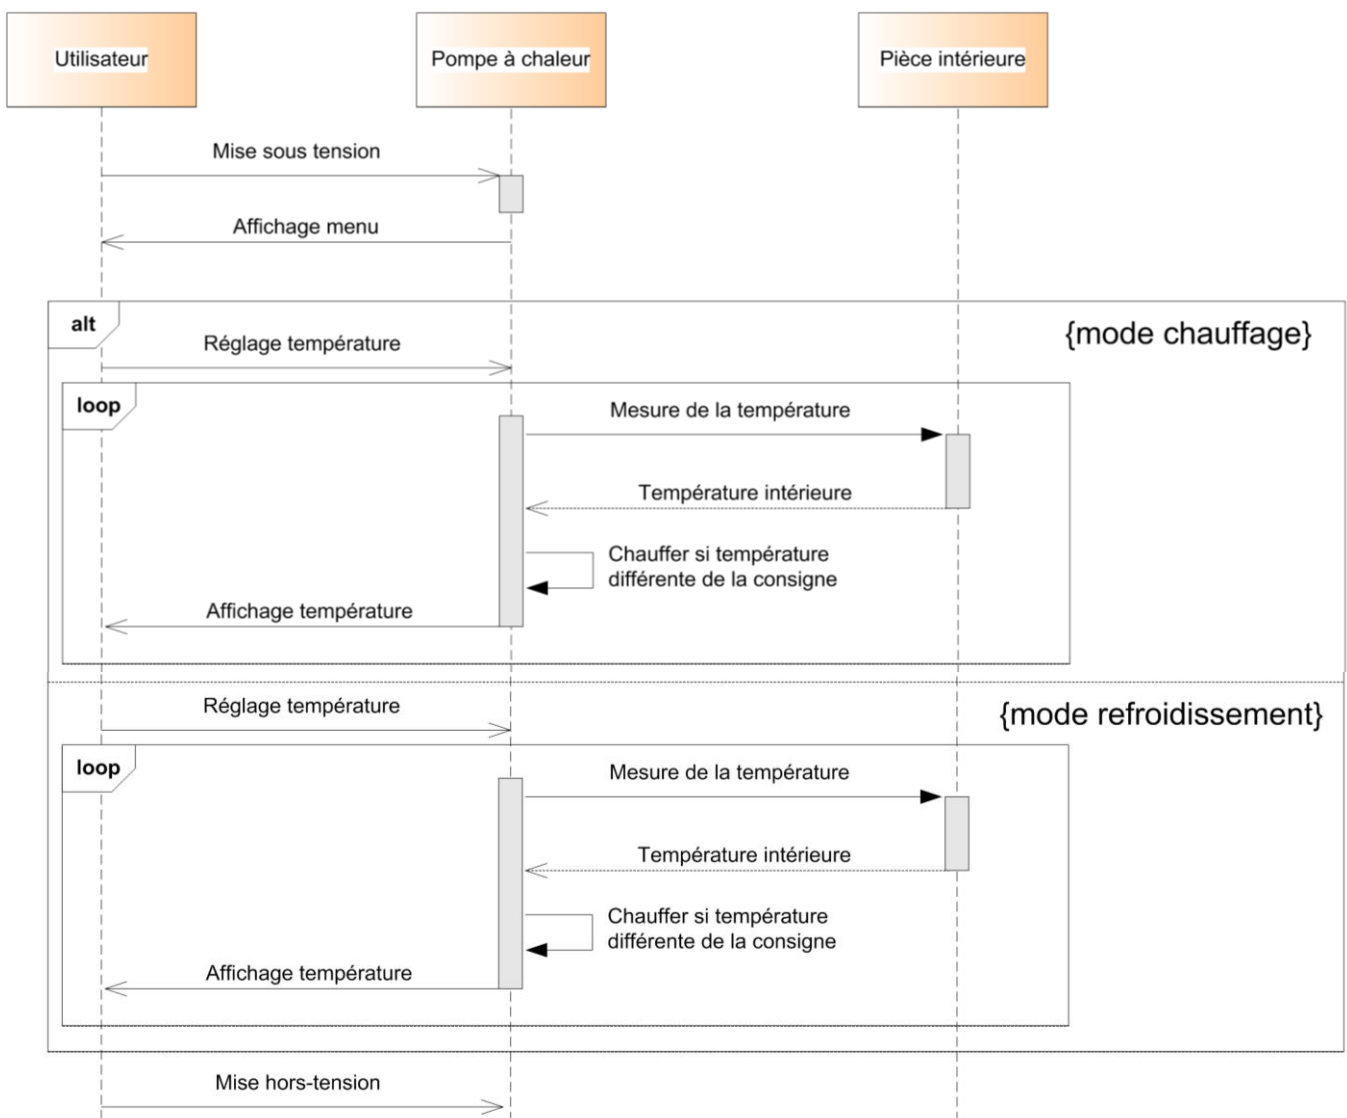 Utilisateur
Pompe à chaleur
Pièce intérieure
Mise sous tension
Affichage menu
alt
{mode chauffage}
Réglage température
loop
Mesure de la température
Température intérieure
Chauffer si température
différente de la consigne
Affichage température
Réglage température
{mode refroidissement}
loop
Mesure de la température
Température intérieure
Chauffer si température
différente de la consigne
Affichage température
Mise hors-tension